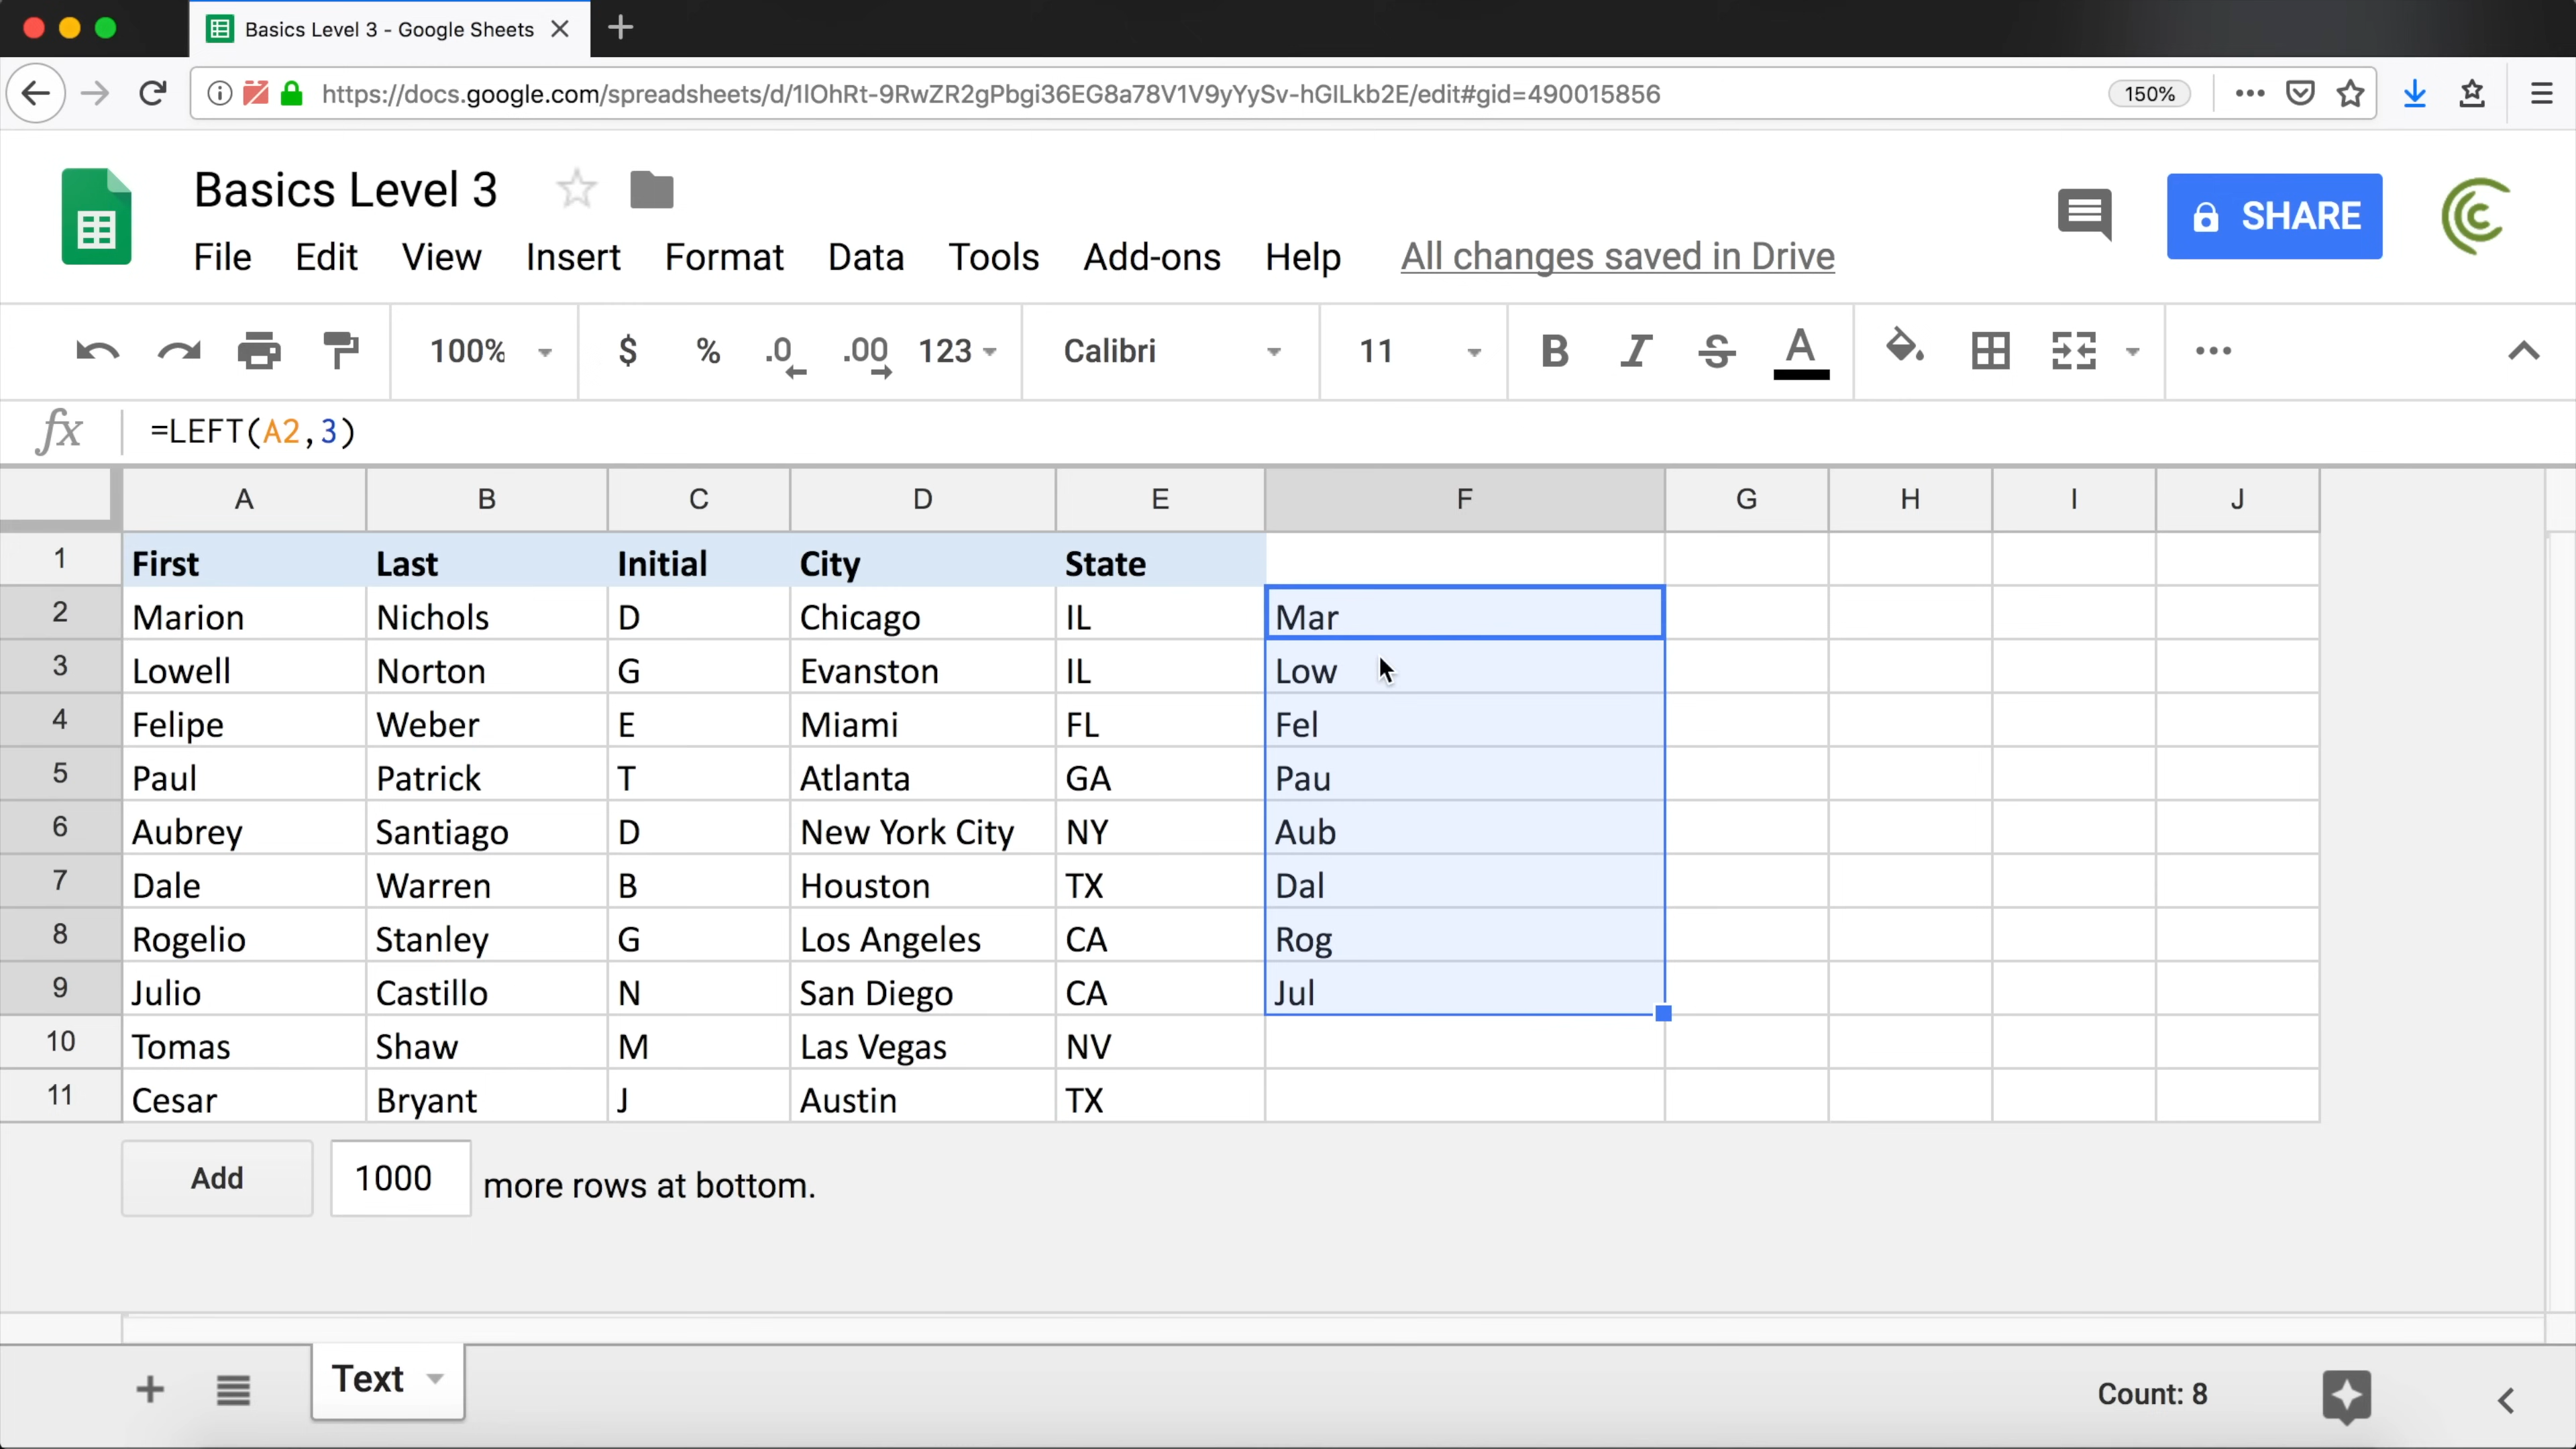 Basics Level 3 - Google Sheets
https://docs.google.com/spreadsheets/d/1lOhRt-9RwZR2gPbgi36EG8a78V1V9yYySv-hGlLkb2E/edit#gid=490015856 150%
Basics Level 3
SHARE
File Edit View Insert Format Data Tools Add-ons Help All changes saved in Drive
100% $ % .0 .00 123 Calibri 11 B I S A
fx =LEFT(A2,3)
A B C D E F G H I J
1 First Last Initial City State
2 Marion Nichols D Chicago IL Mar
3 Lowell Norton G Evanston IL Low
4 Felipe Weber E Miami FL Fel
5 Paul Patrick T Atlanta GA Pau
6 Aubrey Santiago D New York City NY Aub
7 Dale Warren B Houston TX Dal
8 Rogelio Stanley G Los Angeles CA Rog
9 Julio Castillo N San Diego CA Jul
10 Tomas Shaw M Las Vegas NV
11 Cesar Bryant J Austin TX
Add 1000 more rows at bottom.
Text Count: 8